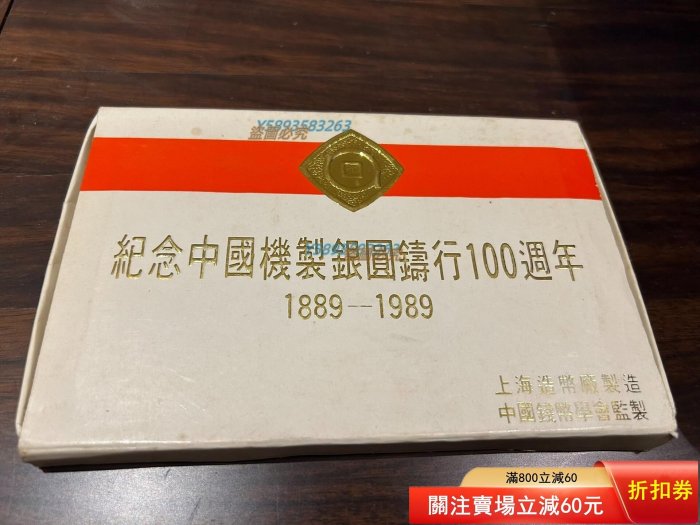 Y5893583263
盜圖必究
Y5893583263
紀念中國機製銀圓鑄行100週年
1889--1989
上海造幣廠製造
中國錢幣學會監製
滿800立減60
關注賣場立減60元
折扣券